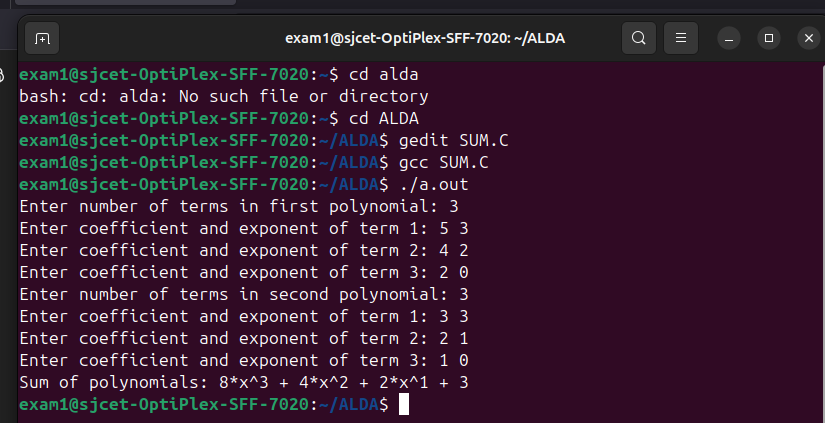 exam1@sjcet-OptiPlex-SFF-7020: ~/ALDA
exam1@sjcet-OptiPlex-SFF-7020:~$ cd alda
bash: cd: alda: No such file or directory
exam1@sjcet-OptiPlex-SFF-7020:~$ cd ALDA
exam1@sjcet-OptiPlex-SFF-7020:~/ALDA$ gedit SUM.C
exam1@sjcet-OptiPlex-SFF-7020:~/ALDA$ gcc SUM.C
exam1@sjcet-OptiPlex-SFF-7020:~/ALDA$ ./a.out
Enter number of terms in first polynomial: 3
Enter coefficient and exponent of term 1: 5 3
Enter coefficient and exponent of term 2: 4 2
Enter coefficient and exponent of term 3: 2 0
Enter number of terms in second polynomial: 3
Enter coefficient and exponent of term 1: 3 3
Enter coefficient and exponent of term 2: 2 1
Enter coefficient and exponent of term 3: 1 0
Sum of polynomials: 8*x^3 + 4*x^2 + 2*x^1 + 3
exam1@sjcet-OptiPlex-SFF-7020:~/ALDA$